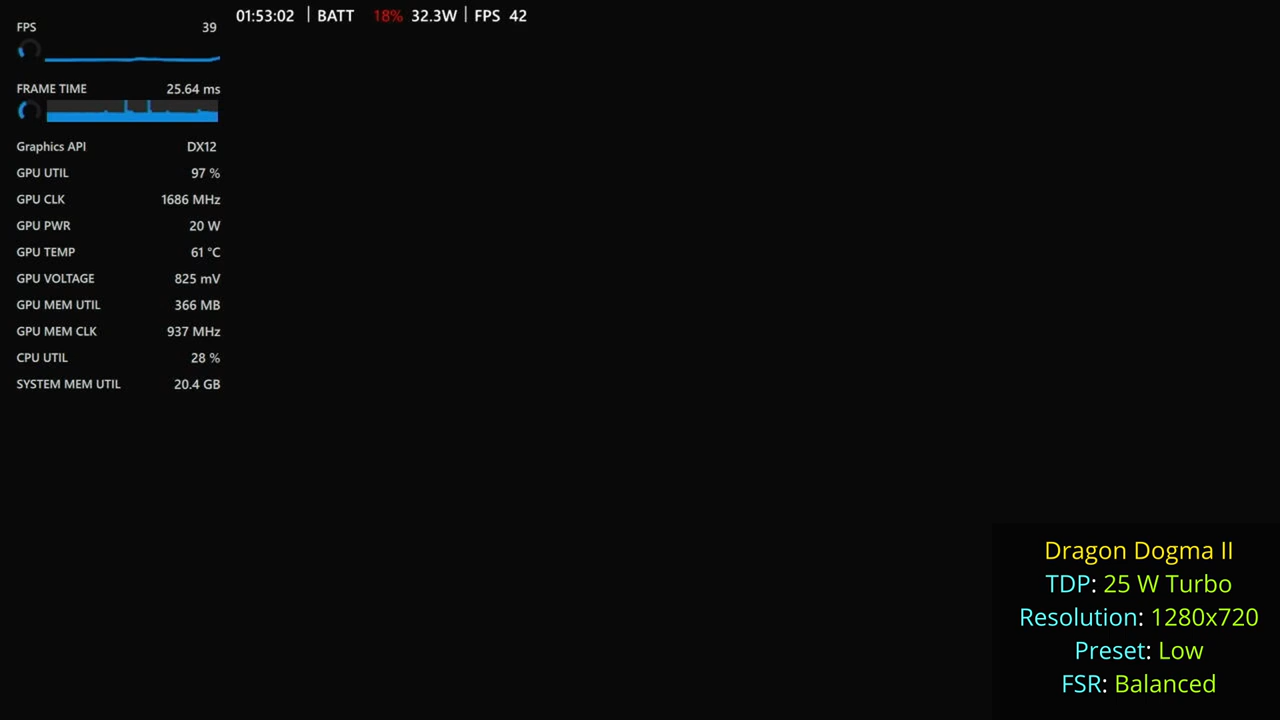 01:53:02 | BATT 18% 32.3W | FPS 42
FPS 39
FRAME TIME 25.64 ms
Graphics API DX12
GPU UTIL 97 %
GPU CLK 1686 MHz
GPU PWR 20 W
GPU TEMP 61 °C
GPU VOLTAGE 825 mV
GPU MEM UTIL 366 MB
GPU MEM CLK 937 MHz
CPU UTIL 28 %
SYSTEM MEM UTIL 20.4 GB
Dragon Dogma II
TDP: 25 W Turbo
Resolution: 1280x720
Preset: Low
FSR: Balanced